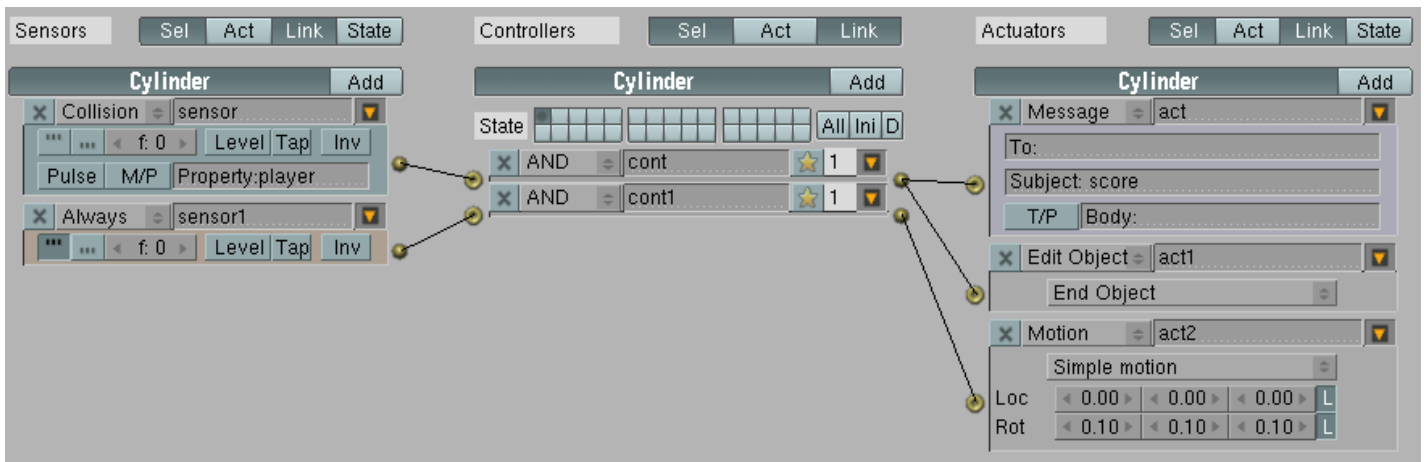 Sensors Sel Act Link State
Cylinder Add
Collision sensor
f: 0 Level Tap Inv
Pulse M/P Property:player
Always sensor1
f: 0 Level Tap Inv
Controllers Sel Act Link
Cylinder Add
State All Ini D
AND cont 1
AND cont1 1
Actuators Sel Act Link State
Cylinder Add
Message act
To:
Subject: score
T/P Body:
Edit Object act1
End Object
Motion act2
Simple motion
Loc 0.00 0.00 0.00 L
Rot 0.10 0.10 0.10 L